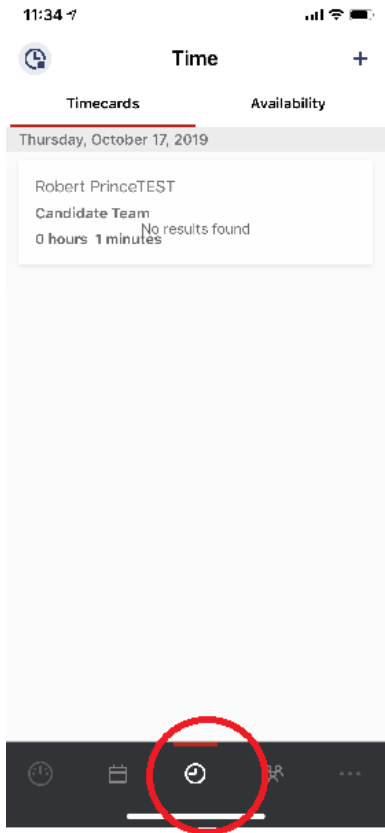 11:34
Time
+
Timecards Availability
Thursday, October 17, 2019
Robert PrinceTEST
Candidate Team
No results found
0 hours 1 minutes